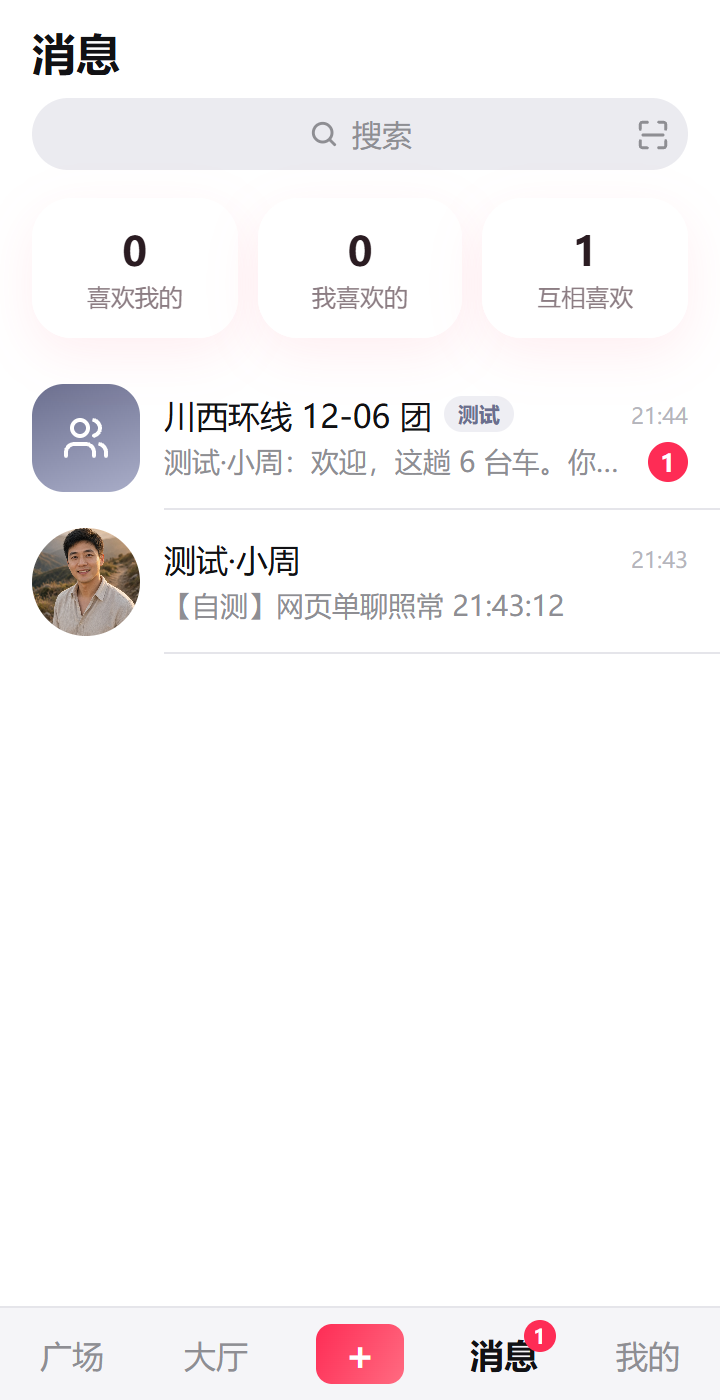 消息
搜索
0
喜欢我的
0
我喜欢的
1
互相喜欢
川西环线 12-06 团 测试 21:44
测试·小周：欢迎，这趟 6 台车。你... 1
测试·小周 21:43
【自测】网页单聊照常 21:43:12
广场
大厅
+
消息 1
我的